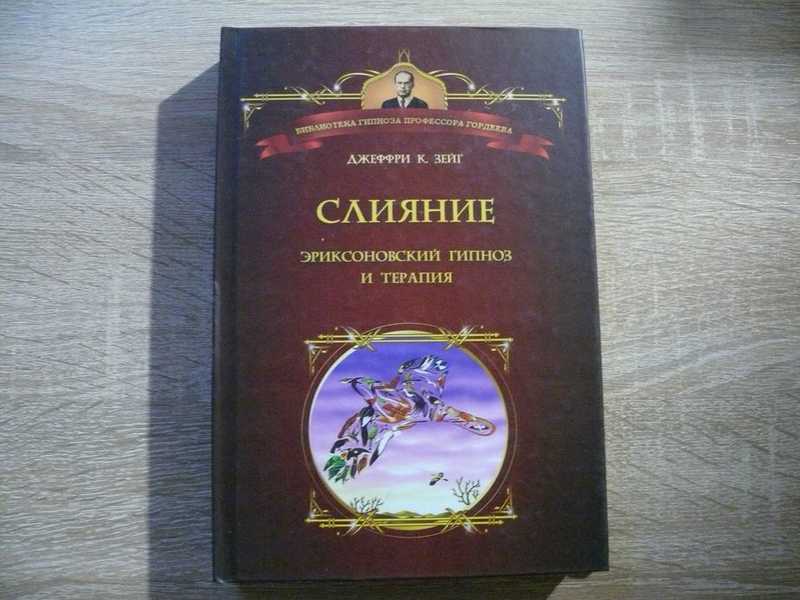 БИБЛИОТЕКА ГИПНОЗА ПРОФЕССОРА ГОРДЕЕВА
ДЖЕФФРИ К. ЗЕЙГ
СЛИЯНИЕ
ЭРИКСОНОВСКИЙ ГИПНОЗ
И ТЕРАПИЯ